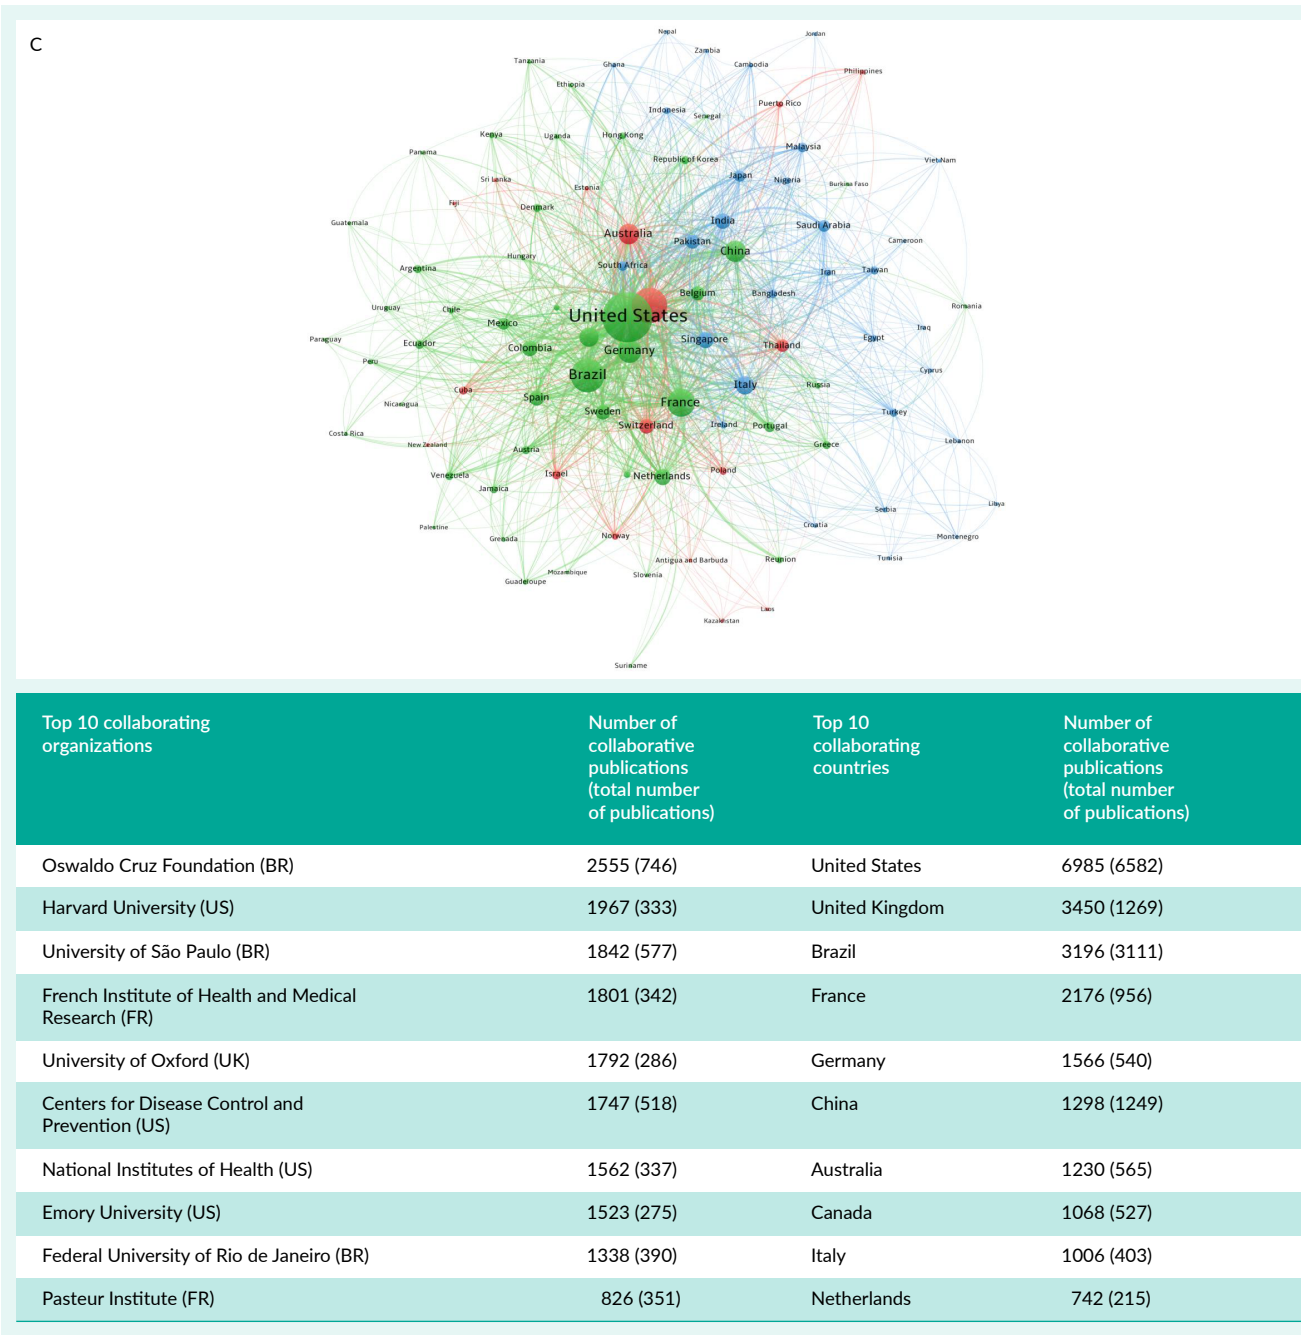 C
Nepal
Jordan
Zambia
Tanzania
Ghana
Cambodia
Philippines
Ethiopia
Puerto Rico
Indonesia
Senegal
Kenya
Uganda
Hong Kong
Malaysia
Panama
Republic of Korea
Viet Nam
Sri Lanka
Estonia
Japan
Nigeria
Burkina Faso
Fiji
Denmark
Guatemala
Australia
India
Saudi Arabia
Pakistan
Cameroon
China
Hungary
South Africa
Argentina
Iran
Taiwan
Belgium
Bangladesh
Uruguay
Chile
Romania
United States
Mexico
Iraq
Paraguay
Ecuador
Colombia
Germany
Singapore
Thailand
Egypt
Peru
Brazil
Cyprus
Cuba
Italy
Russia
Nicaragua
Spain
France
Sweden
Turkey
Costa Rica
Switzerland
Ireland
Portugal
New Zealand
Austria
Greece
Lebanon
Venezuela
Israel
Netherlands
Poland
Jamaica
Libya
Serbia
Palestine
Croatia
Grenada
Norway
Montenegro
Antigua and Barbuda
Reunion
Tunisia
Guadeloupe
Mozambique
Slovenia
Laos
Kazakhstan
Suriname
Top 10 collaborating
organizations
Number of
collaborative
publications
(total number
of publications)
Top 10
collaborating
countries
Number of
collaborative
publications
(total number
of publications)
Oswaldo Cruz Foundation (BR) 2555 (746) United States 6985 (6582)
Harvard University (US) 1967 (333) United Kingdom 3450 (1269)
University of São Paulo (BR) 1842 (577) Brazil 3196 (3111)
French Institute of Health and Medical 1801 (342) France 2176 (956)
Research (FR)
University of Oxford (UK) 1792 (286) Germany 1566 (540)
Centers for Disease Control and 1747 (518) China 1298 (1249)
Prevention (US)
National Institutes of Health (US) 1562 (337) Australia 1230 (565)
Emory University (US) 1523 (275) Canada 1068 (527)
Federal University of Rio de Janeiro (BR) 1338 (390) Italy 1006 (403)
Pasteur Institute (FR) 826 (351) Netherlands 742 (215)